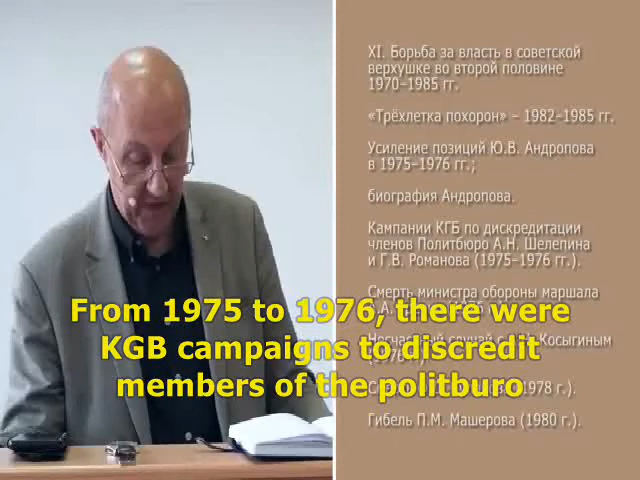 XI. Борьба за власть в советской
верхушке во второй половине
1970–1985 гг.
«Трёхлетка похорон» – 1982–1985 гг.
Усиление позиций Ю.В. Андропова
в 1975–1976 гг.;
биография Андропова.
Кампании КГБ по дискредитации
членов Политбюро А.Н. Шелепина
и Г.В. Романова (1975–1976 гг.).
Смерть министра обороны маршала
Косыгиным
(1978 г.).
Гибель П.М. Машерова (1980 г.).
From 1975 to 1976, there were
KGB campaigns to discredit
members of the politburo